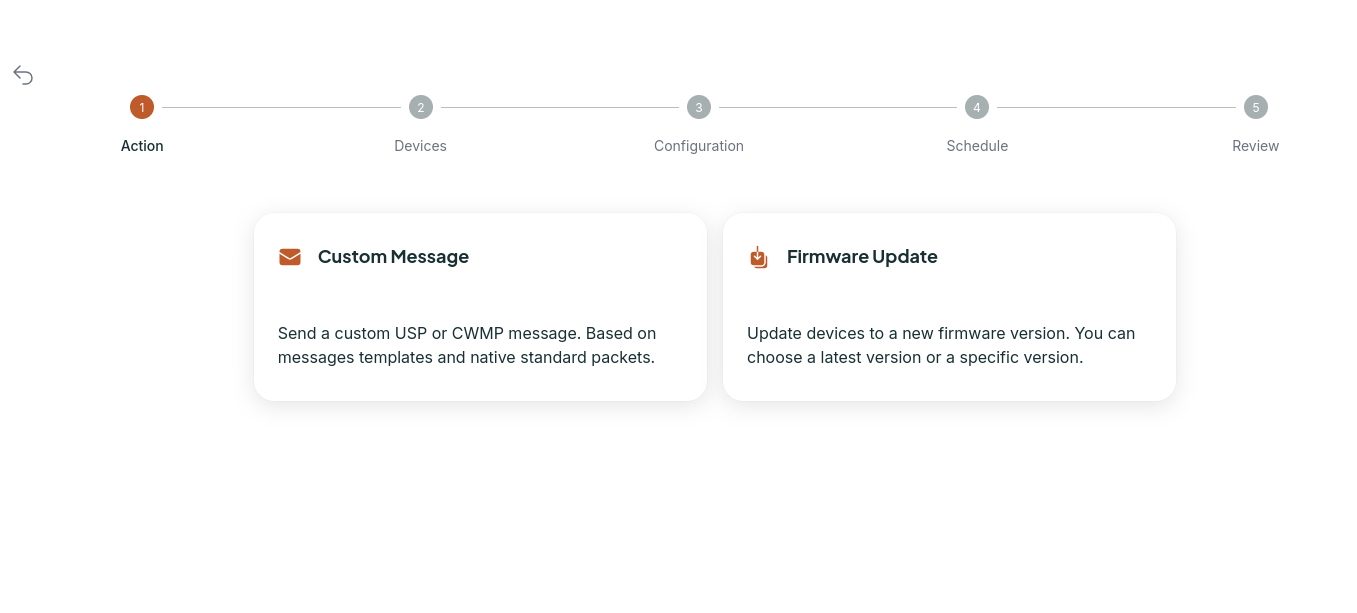 1
2
3
4
5
Action
Devices
Configuration
Schedule
Review
Custom Message
Send a custom USP or CWMP message. Based on
messages templates and native standard packets.
Firmware Update
Update devices to a new firmware version. You can
choose a latest version or a specific version.